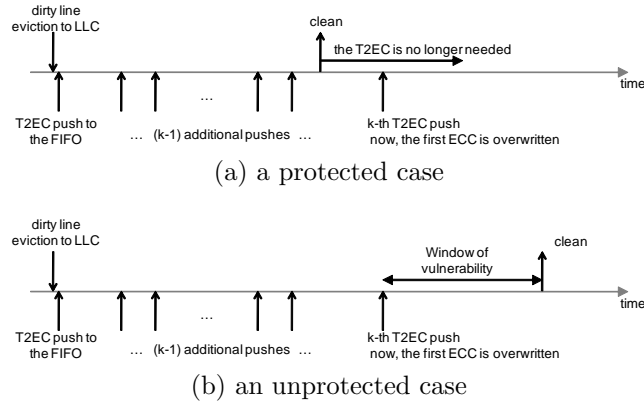 dirty line
eviction to LLC
clean
the T2EC is no longer needed
...
time
T2EC push to
the FIFO
... (k-1) additional pushes ...
k-th T2EC push
now, the first ECC is overwritten
(a) a protected case
dirty line
eviction to LLC
Window of
vulnerability
clean
...
time
T2EC push to
the FIFO
... (k-1) additional pushes ...
k-th T2EC push
now, the first ECC is overwritten
(b) an unprotected case